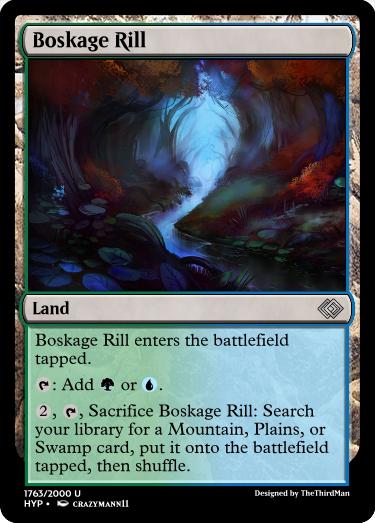 Boskage Rill
Land
Boskage Rill enters the battlefield
tapped.
: Add or .
2, , Sacrifice Boskage Rill: Search
your library for a Mountain, Plains, or
Swamp card, put it onto the battlefield
tapped, then shuffle.
1763/2000 U
Designed by TheThirdMan
HYP • CRAZYMANN11